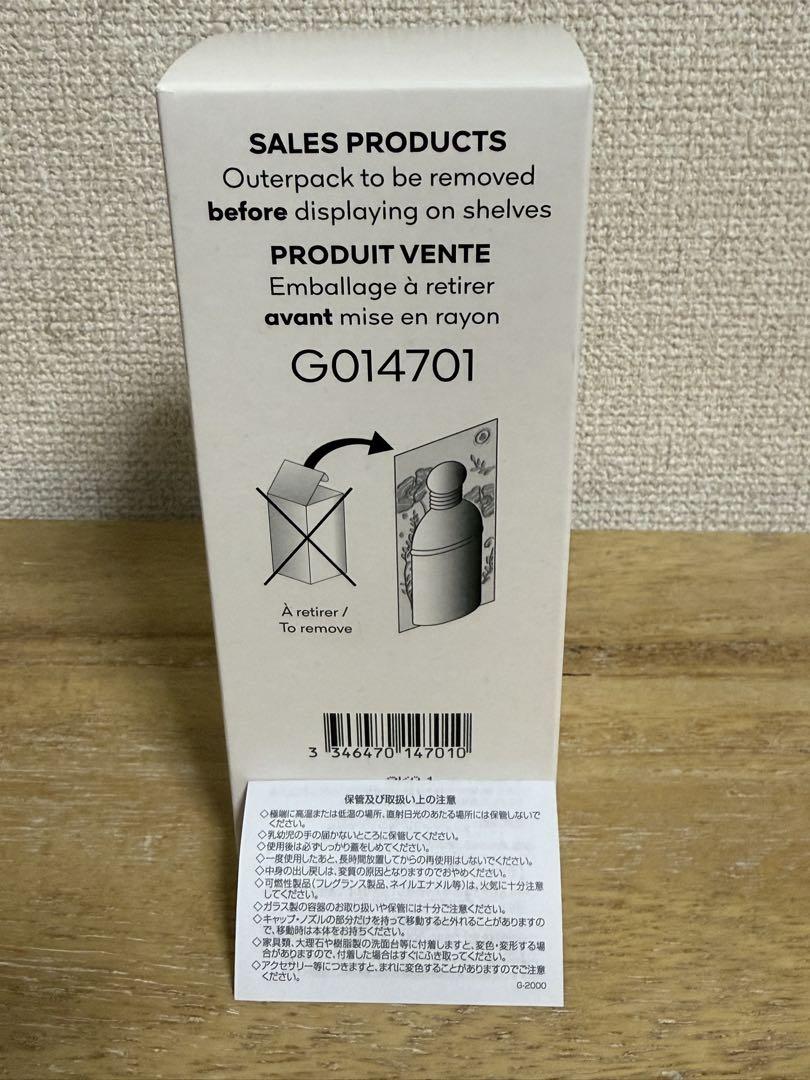 SALES PRODUCTS
Outerpack to be removed
before displaying on shelves
PRODUIT VENTE
Emballage à retirer
avant mise en rayon
G014701
À retirer /
To remove
3 346470 147010
保管及び取扱い上の注意
◇極端に高温または低温の場所、直射日光のあたる場所には保管しないで
ください。
◇乳幼児の手の届かないところに保管してください。
◇使用後は必ずしっかり蓋をしめてください。
◇一度使用したあと、長時間放置してからの再使用はしないでください。
◇中身の出し戻しは、変質の原因となりますのでおやめください。
◇可燃性製品(フレグランス製品、ネイルエナメル等)は、火気に十分注意
してください。
◇ガラス製の容器のお取り扱いや保管には十分ご注意ください。
◇キャップ・ノズルの部分だけを持って移動すると外れることがありますの
で、移動時は本体をお持ちください。
◇家具類、大理石や樹脂製の洗面台等に付着しますと、変色・変形する場
合がありますので、付着した場合はすぐにふき取ってください。
◇アクセサリー等につきますと、まれに変色することがありますのでご注意
ください。
G-2000